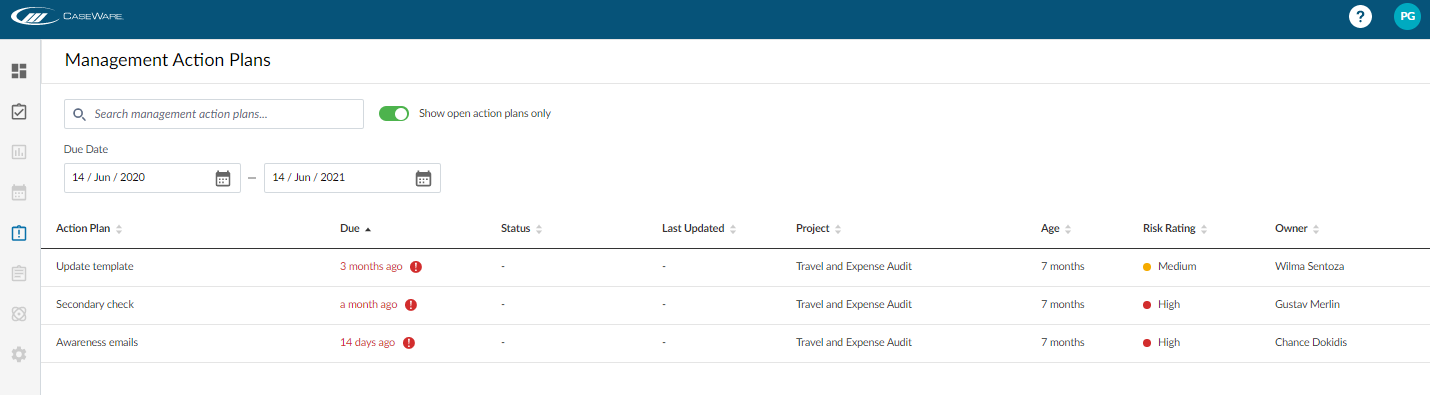 CASEWARE
?
PG
Management Action Plans
Search management action plans...
Show open action plans only
Due Date
14 / Jun / 2020 – 14 / Jun / 2021
Action Plan Due Status Last Updated Project Age Risk Rating Owner
Update template 3 months ago - - Travel and Expense Audit 7 months Medium Wilma Sentoza
Secondary check a month ago - - Travel and Expense Audit 7 months High Gustav Merlin
Awareness emails 14 days ago - - Travel and Expense Audit 7 months High Chance Dokidis